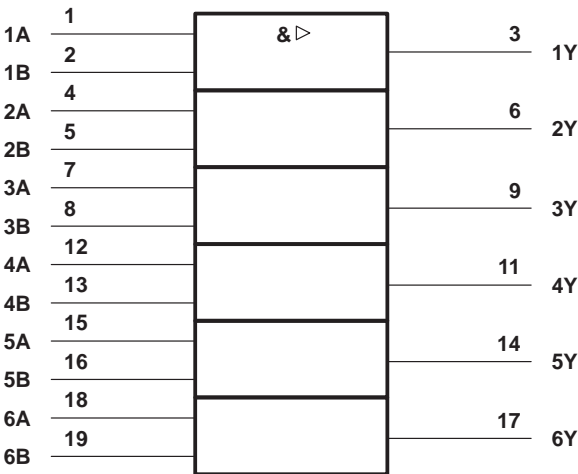 1A 1 & ▷ 3 1Y
1B 2
2A 4 6 2Y
2B 5
3A 7 9 3Y
3B 8
4A 12 11 4Y
4B 13
5A 15 14 5Y
5B 16
6A 18 17 6Y
6B 19